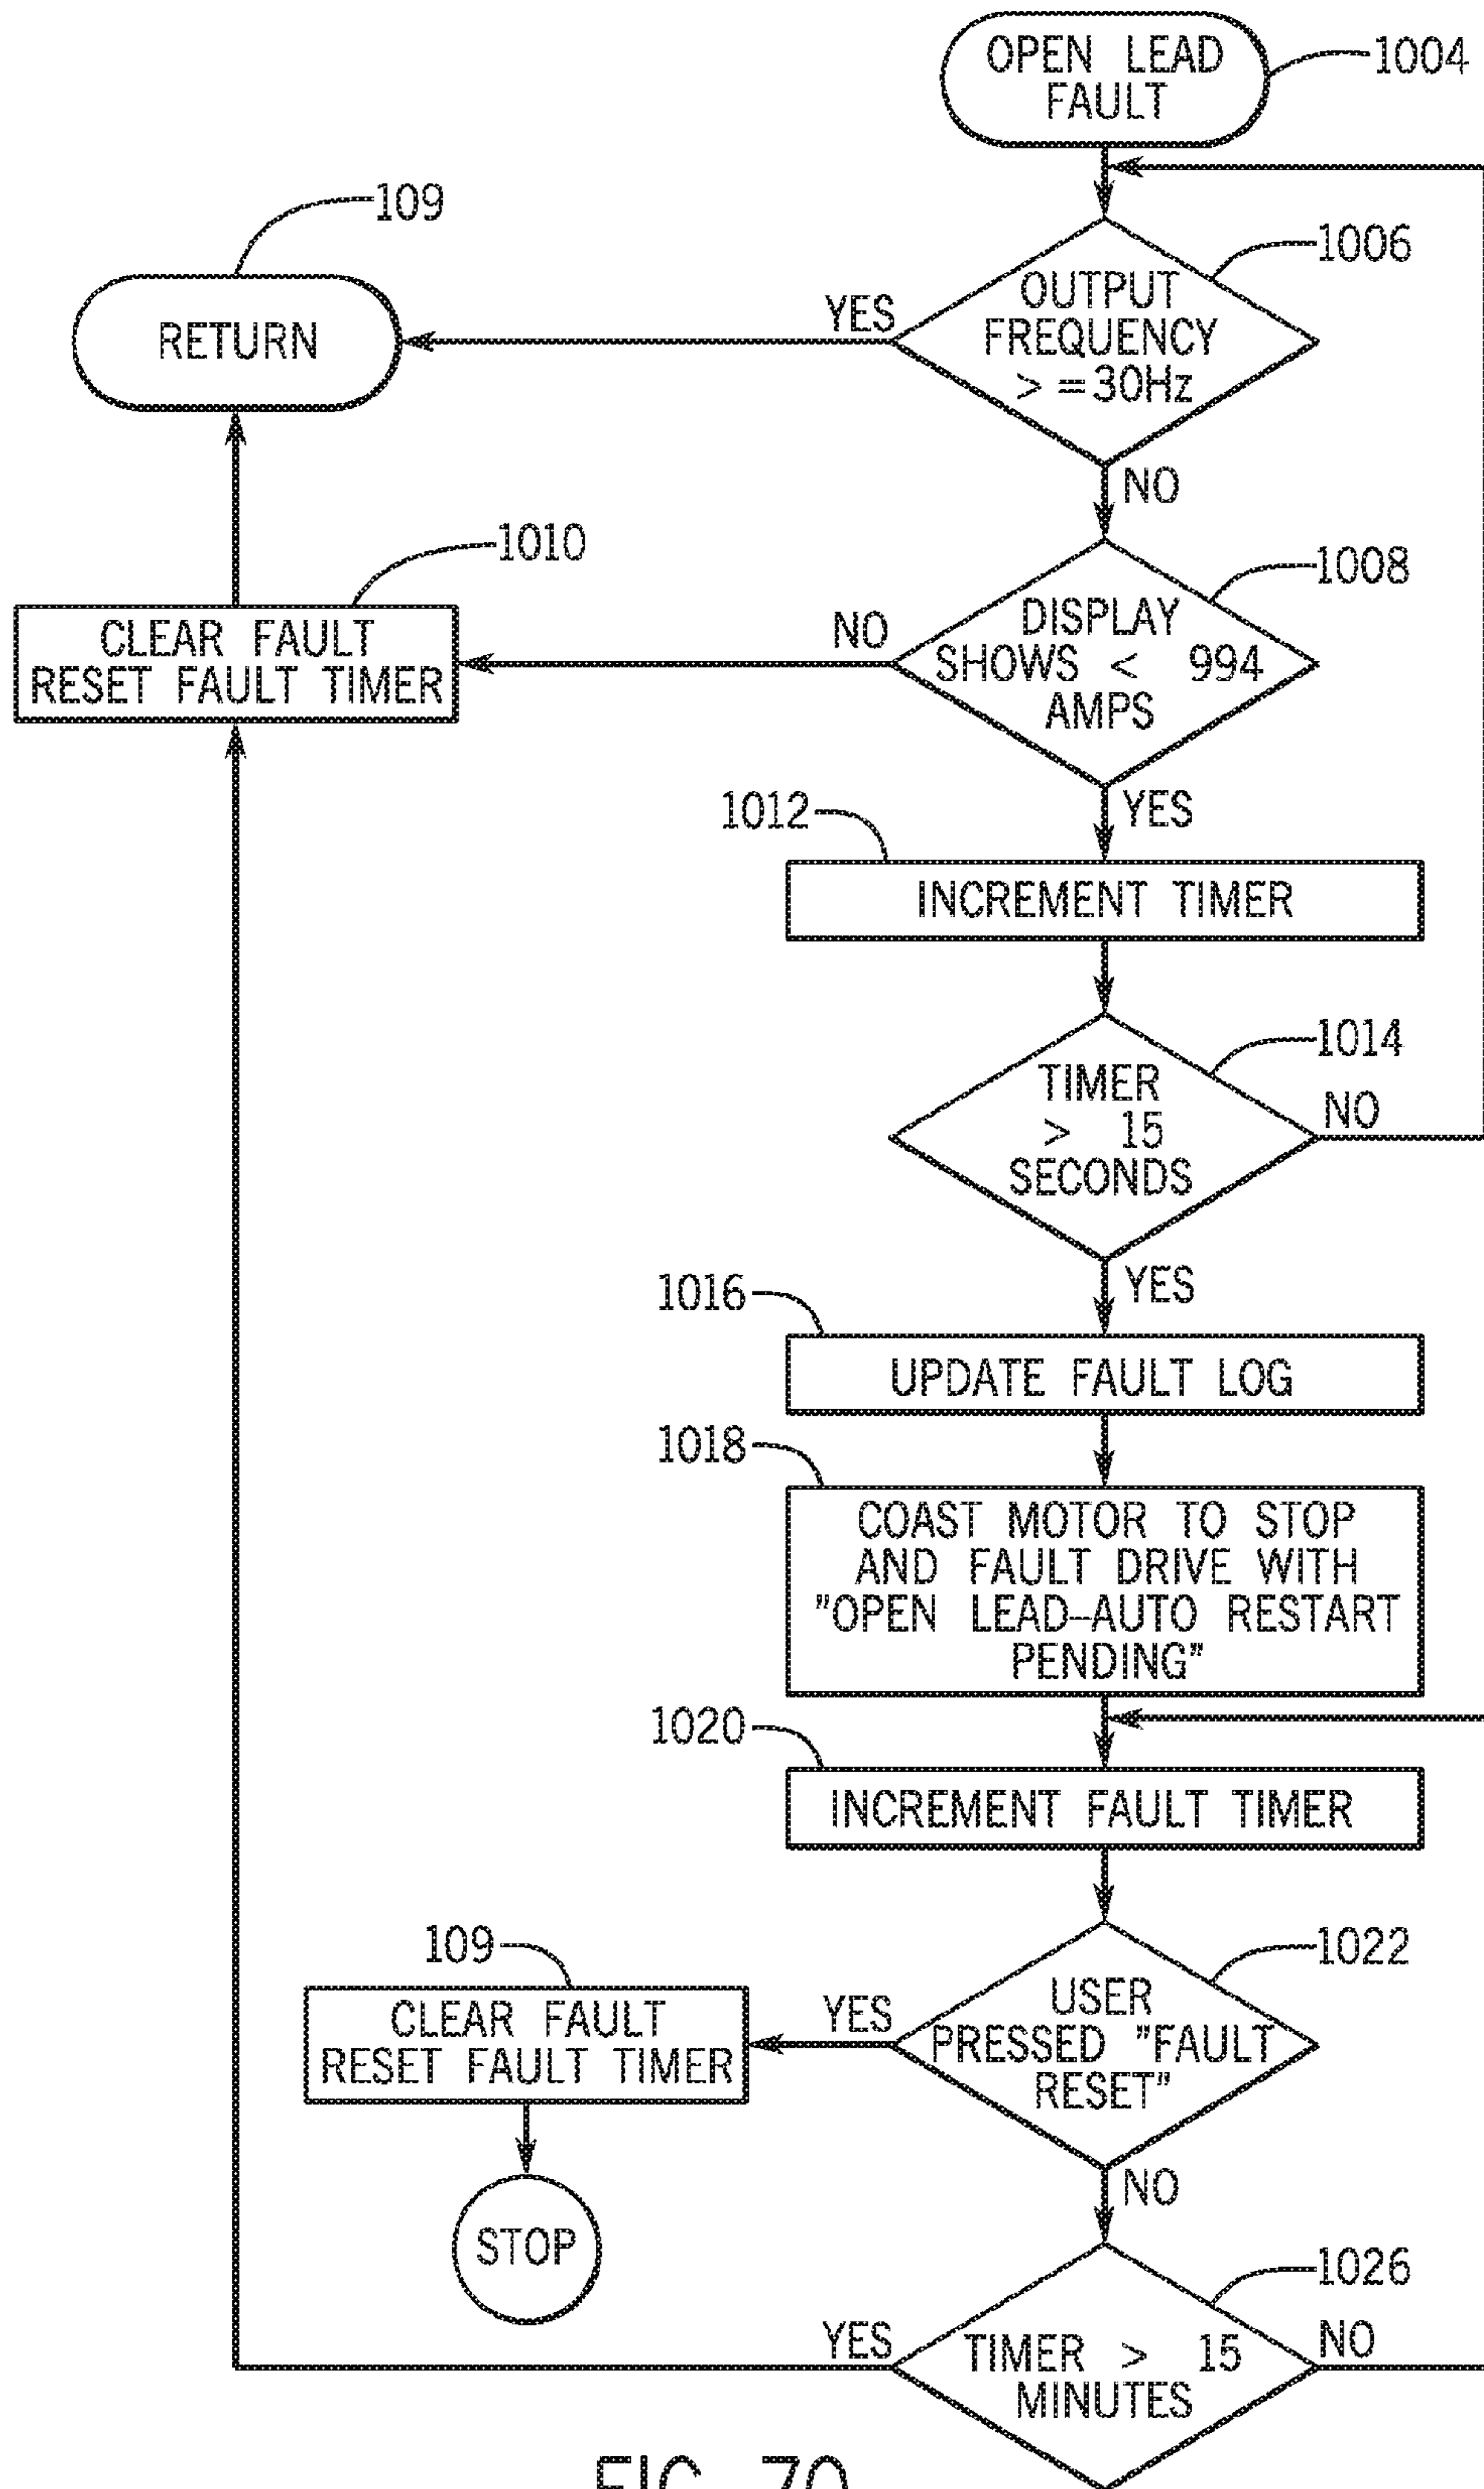 OPEN LEAD
FAULT
1004
109
RETURN
1006
OUTPUT
FREQUENCY
> =30Hz
YES
NO
1010
CLEAR FAULT
RESET FAULT TIMER
1008
DISPLAY
SHOWS < 994
AMPS
NO
YES
1012
INCREMENT TIMER
1014
TIMER
> 15
SECONDS
NO
YES
1016
UPDATE FAULT LOG
1018
COAST MOTOR TO STOP
AND FAULT DRIVE WITH
"OPEN LEAD-AUTO RESTART
PENDING"
1020
INCREMENT FAULT TIMER
1022
USER
PRESSED "FAULT
RESET"
YES
NO
109
CLEAR FAULT
RESET FAULT TIMER
STOP
1026
TIMER > 15
MINUTES
YES
NO
FIG. 70